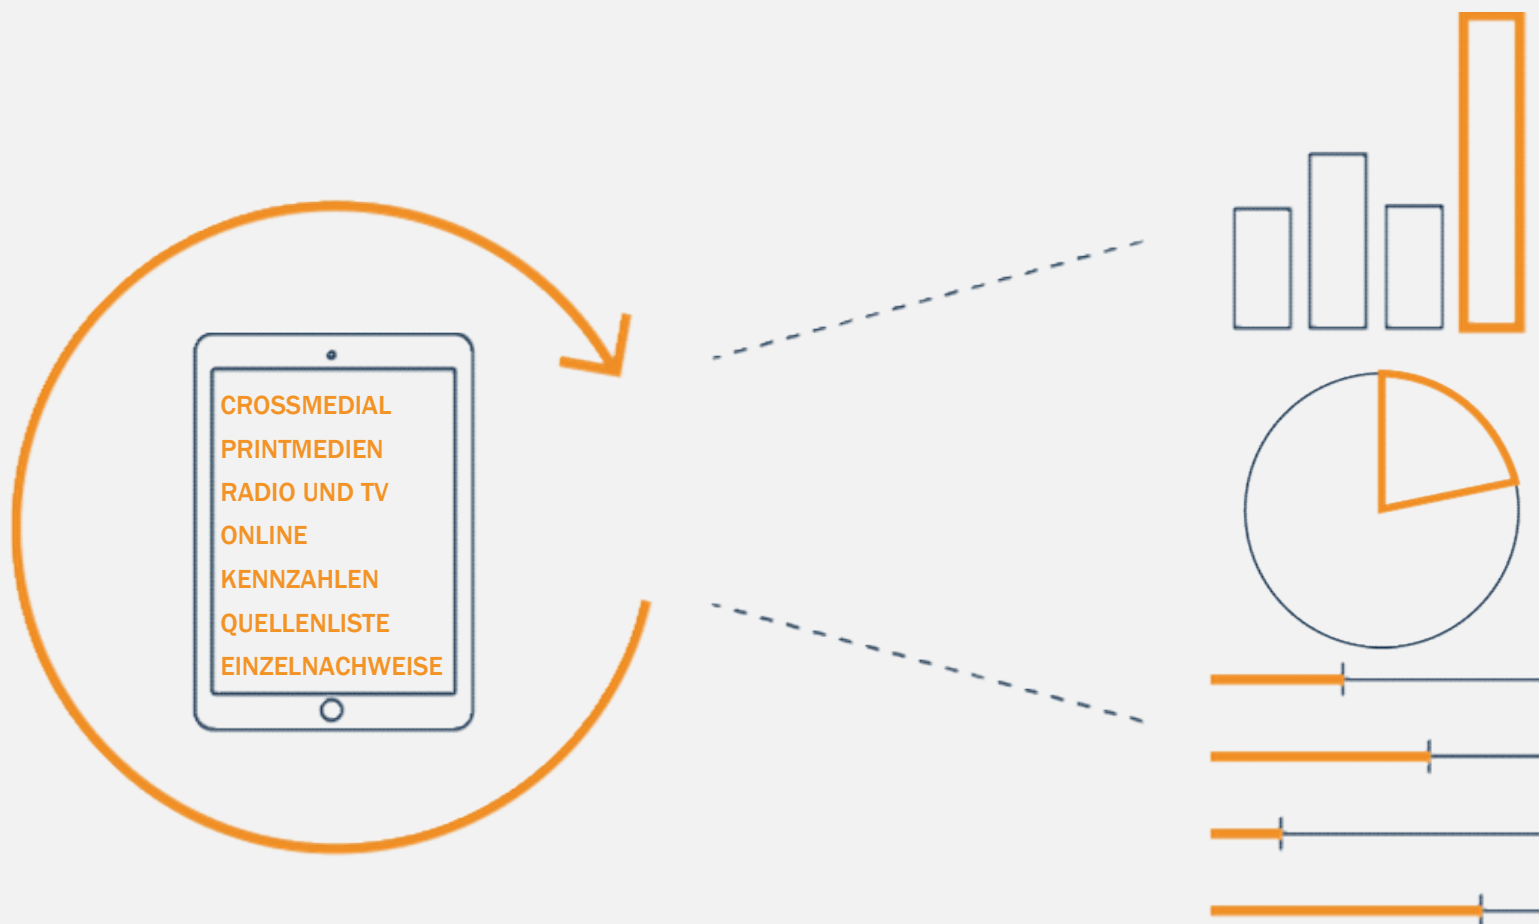 CROSSMEDIAL
PRINTMEDIEN
RADIO UND TV
ONLINE
KENNZAHLEN
QUELLENLISTE
EINZELNACHWEISE